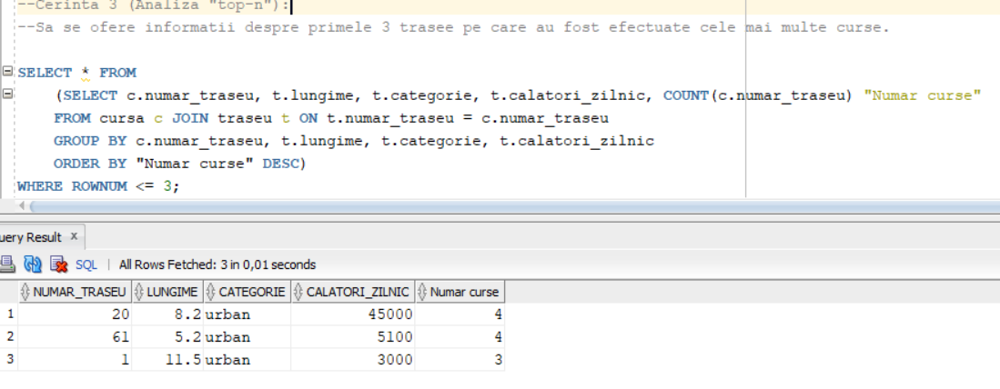 --Cerinta 3 (Analiza "top-n"):
--Sa se ofere informatii despre primele 3 trasee pe care au fost efectuate cele mai multe curse.
SELECT * FROM
(SELECT c.numar_traseu, t.lungime, t.categorie, t.calatori_zilnic, COUNT(c.numar_traseu) "Numar curse"
FROM cursa c JOIN traseu t ON t.numar_traseu = c.numar_traseu
GROUP BY c.numar_traseu, t.lungime, t.categorie, t.calatori_zilnic
ORDER BY "Numar curse" DESC)
WHERE ROWNUM <= 3;
uery Result x
SQL | All Rows Fetched: 3 in 0,01 seconds
NUMAR_TRASEU LUNGIME CATEGORIE CALATORI_ZILNIC Numar curse
1 20 8.2 urban 45000 4
2 61 5.2 urban 5100 4
3 1 11.5 urban 3000 3